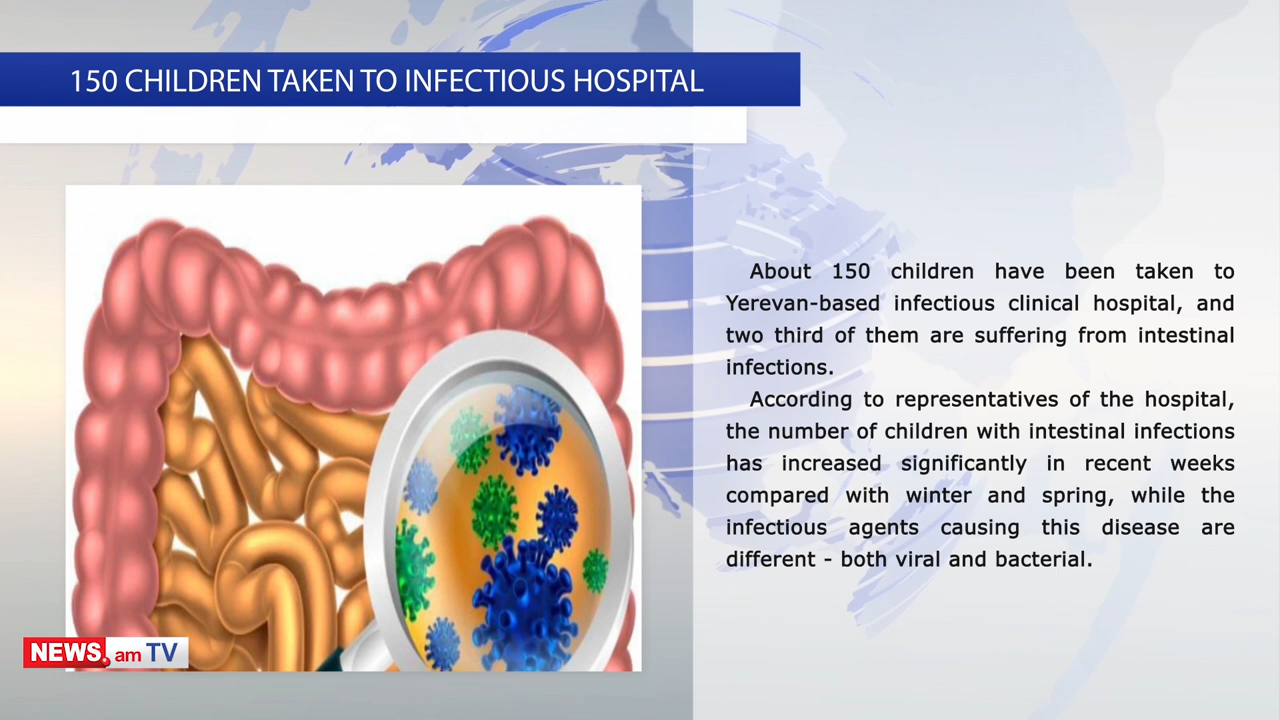 150 CHILDREN TAKEN TO INFECTIOUS HOSPITAL
About 150 children have been taken to
Yerevan-based infectious clinical hospital, and
two third of them are suffering from intestinal
infections.
According to representatives of the hospital,
the number of children with intestinal infections
has increased significantly in recent weeks
compared with winter and spring, while the
infectious agents causing this disease are
different - both viral and bacterial.
NEWS.am TV